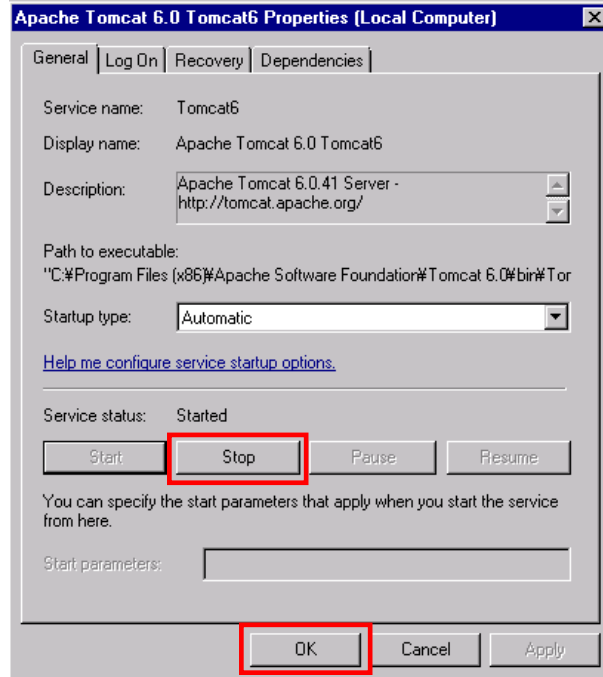 Apache Tomcat 6.0 Tomcat6 Properties (Local Computer)
General Log On Recovery Dependencies
Service name: Tomcat6
Display name: Apache Tomcat 6.0 Tomcat6
Description: Apache Tomcat 6.0.41 Server -
http://tomcat.apache.org/
Path to executable:
"C:¥Program Files (x86)¥Apache Software Foundation¥Tomcat 6.0¥bin¥Tor
Startup type: Automatic
Help me configure service startup options.
Service status: Started
Start Stop Pause Resume
You can specify the start parameters that apply when you start the service
from here.
Start parameters:
OK Cancel Apply